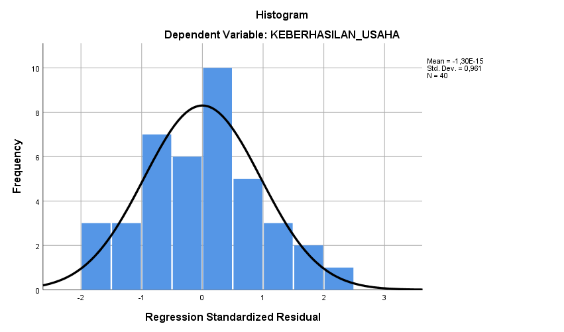 Histogram
Dependent Variable: KEBERHASILAN_USAHA
Mean = -1,30E-15
Std. Dev. = 0,961
N = 40
Frequency
10
8
6
4
2
0
-2
-1
0
1
2
3
Regression Standardized Residual